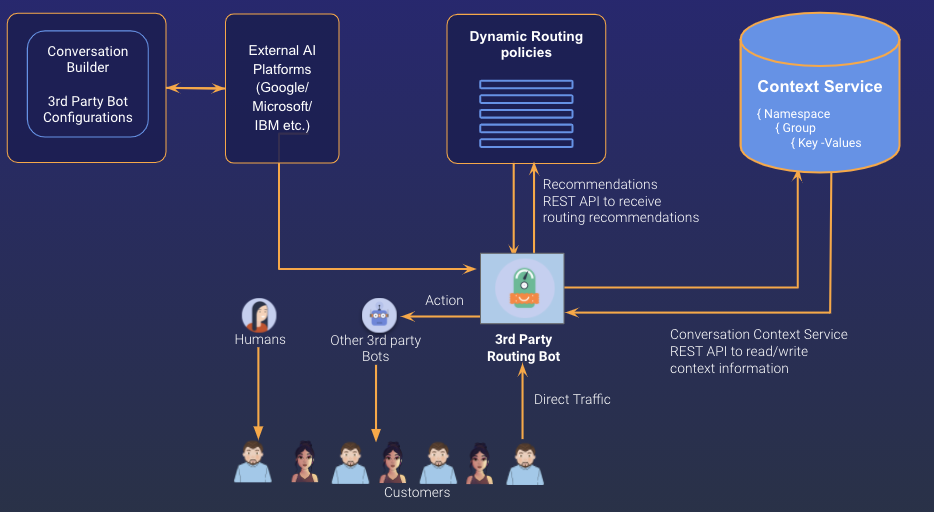 Conversation
Builder
3rd Party Bot
Configurations
External AI
Platforms
(Google/
Microsoft/
IBM etc.)
Dynamic Routing
policies
Context Service
{ Namespace
{ Group
{ Key -Values
Recommendations
REST API to receive
routing recommendations
Action
Humans
Other 3rd party
Bots
3rd Party
Routing Bot
Conversation Context Service
REST API to read/write
context information
Direct Traffic
Customers